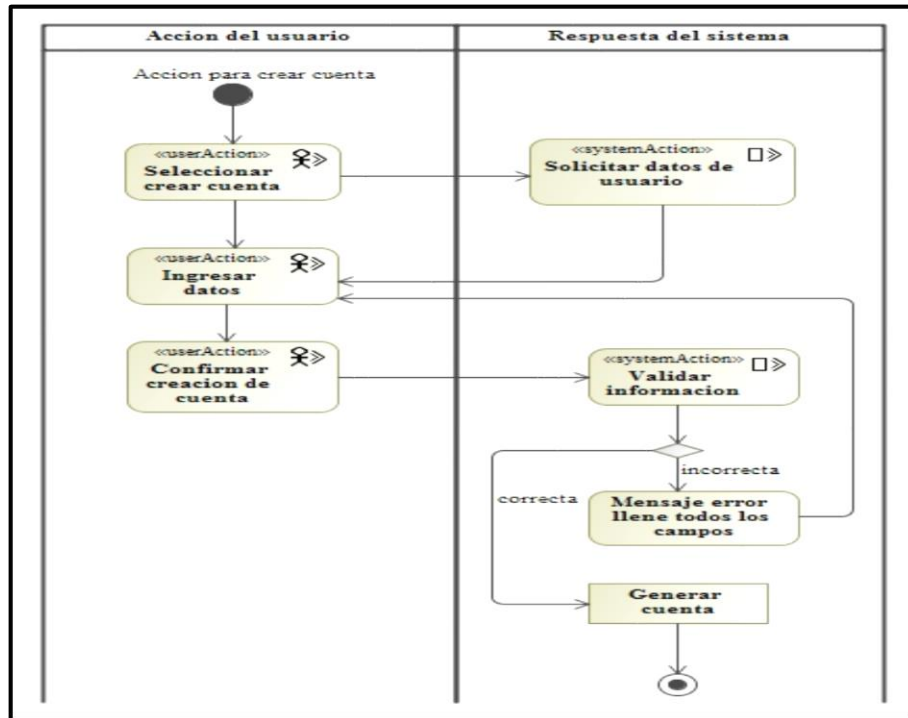 Accion del usuario
Respuesta del sistema
Accion para crear cuenta
«userAction»
Seleccionar
crear cuenta
«systemAction»
Solicitar datos de
usuario
«userAction»
Ingresar
datos
«userAction»
Confirmar
creacion de
cuenta
«systemAction»
Validar
informacion
incorrecta
correcta
Mensaje error
llene todos los
campos
Generar
cuenta